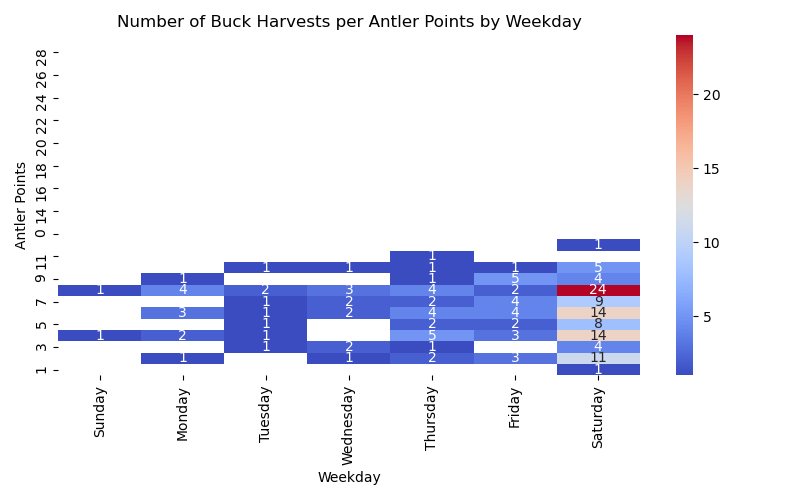 Number of Buck Harvests per Antler Points by Weekday
Antler Points
28
26
24
22
20
18
16
14
0
11
9
7
5
3
1
1
1
1 1 1 1 5
1 1 5 4
1 4 2 3 4 2 24
1 2 2 4 9
3 1 2 4 4 14
1 2 2 8
1 2 1 5 3 14
1 2 1 4
1 1 2 3 11
1
Sunday Monday Tuesday Wednesday Thursday Friday Saturday
Weekday
20
15
10
5